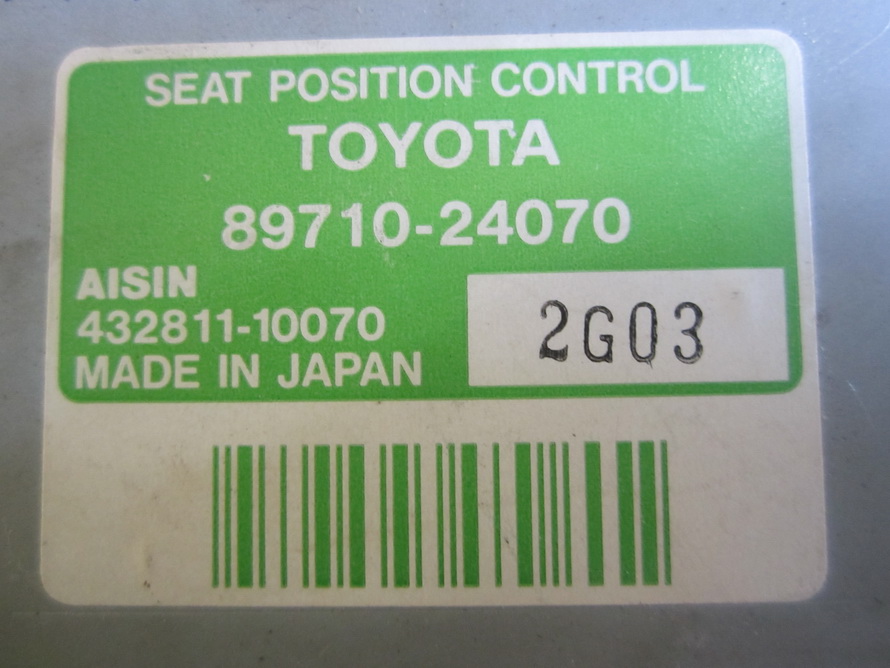 SEAT POSITION CONTROL
TOYOTA
89710-24070
AISIN
432811-10070
MADE IN JAPAN
2G03